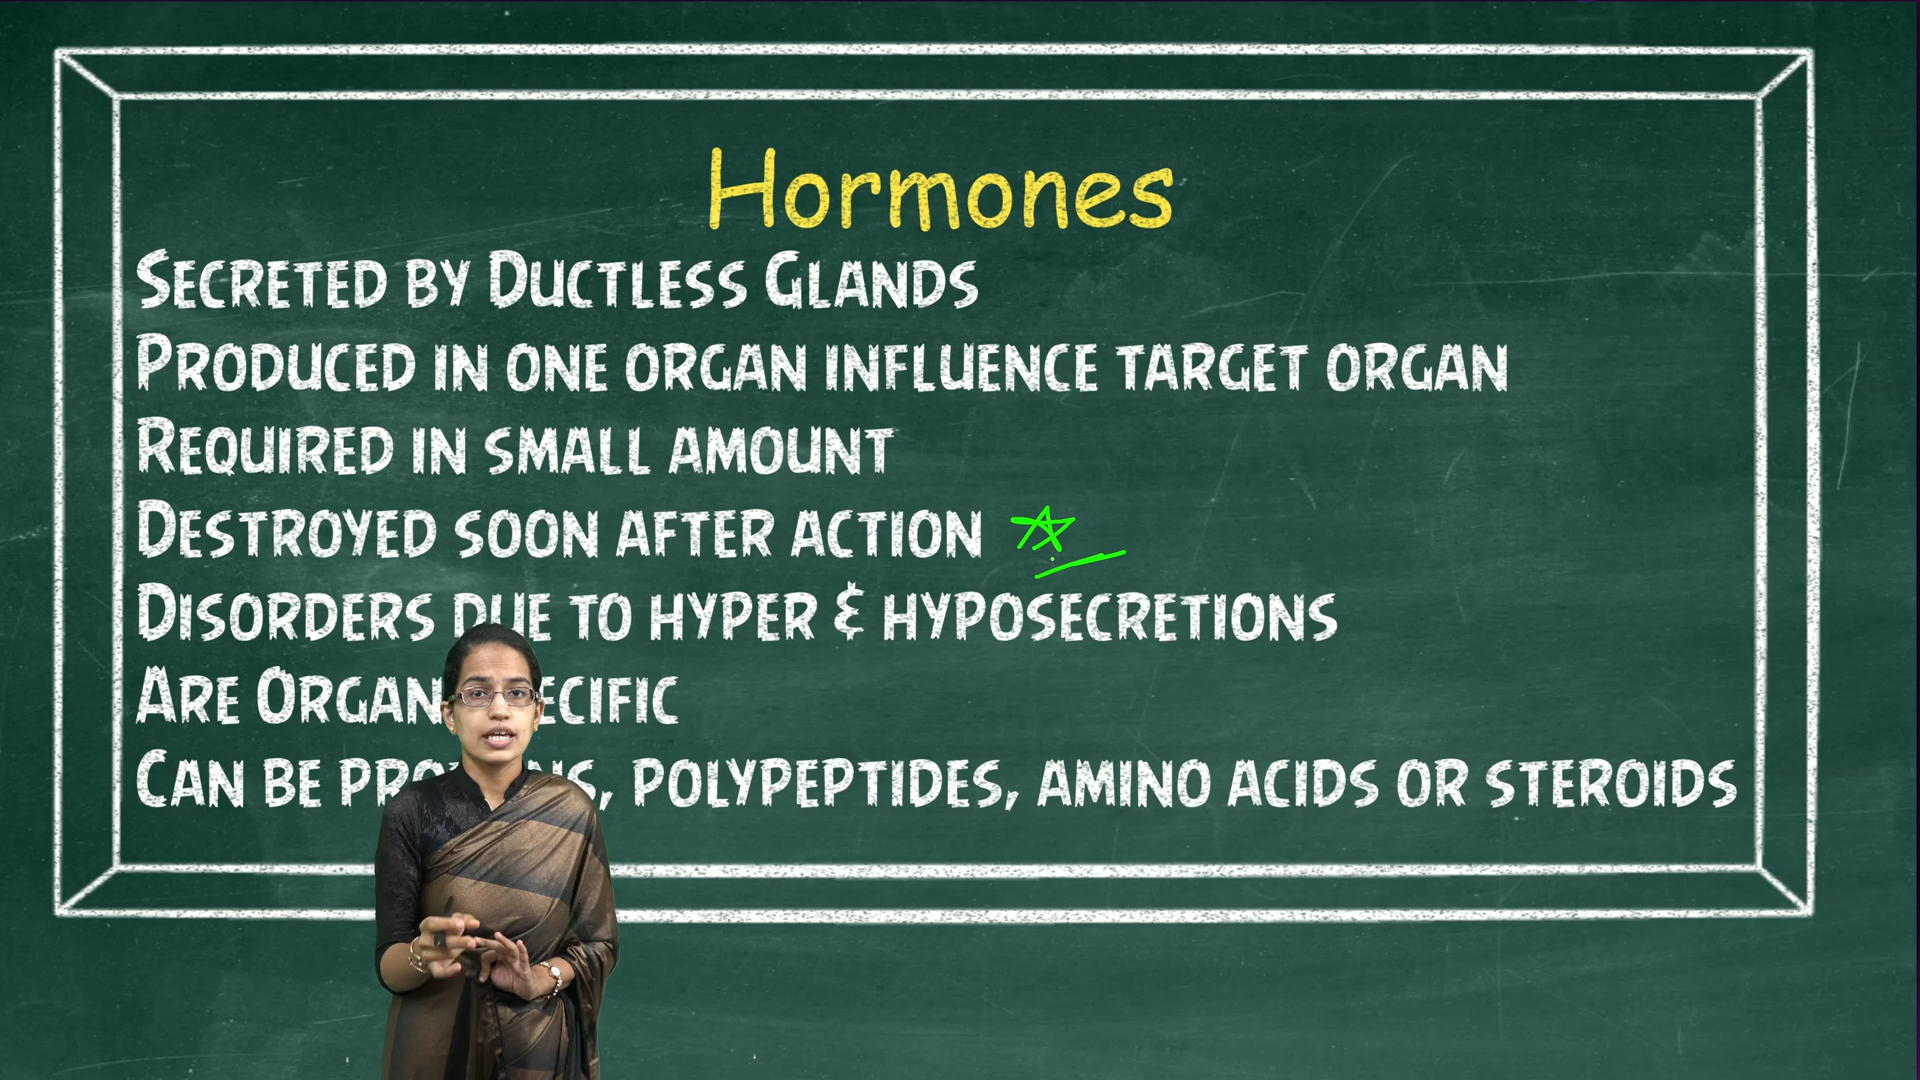 Hormones
Secreted by Ductless Glands
Produced in one organ influence target organ
Required in small amount
Destroyed soon after action
Disorders due to hyper & hyposecretions
Are Organ
Can be polypeptides, amino acids or steroids